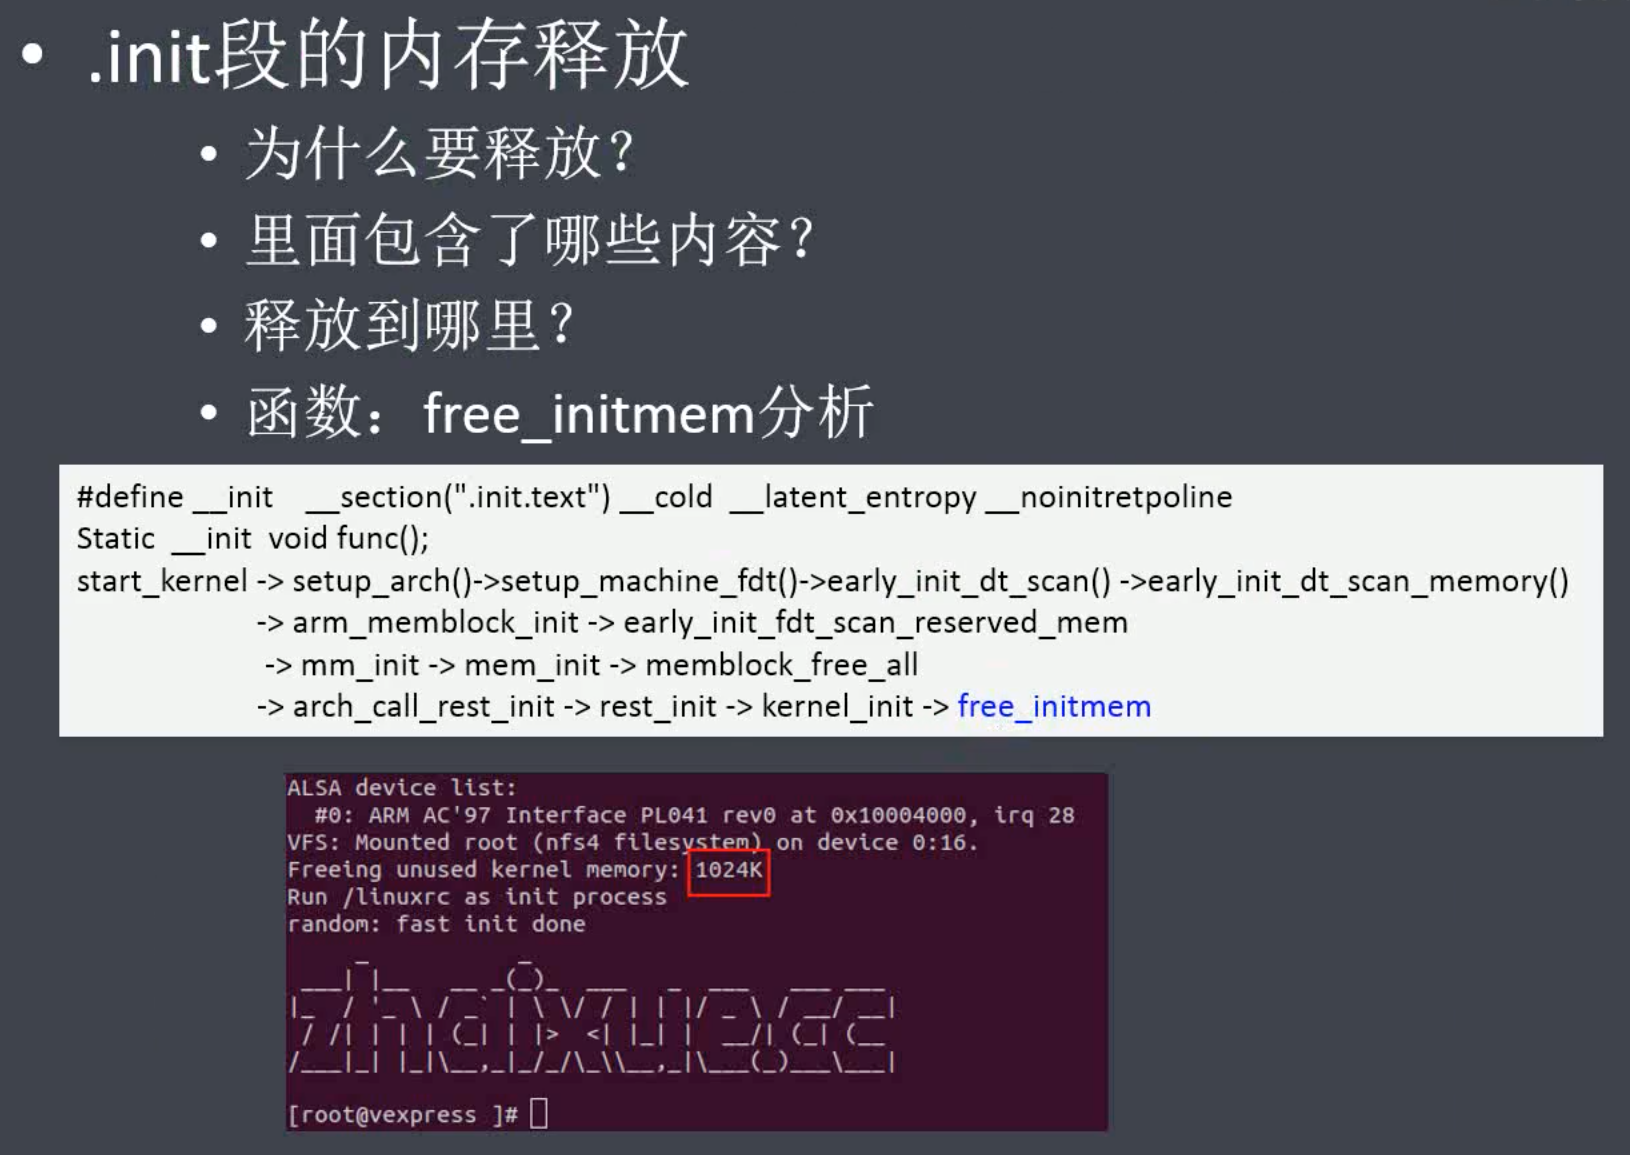 • .init段的内存释放
• 为什么要释放？
• 里面包含了哪些内容？
• 释放到哪里？
• 函数：free_initmem分析
#define __init    __section(".init.text") __cold  __latent_entropy __noinitretpoline
Static  __init  void func();
start_kernel -> setup_arch()->setup_machine_fdt()->early_init_dt_scan() ->early_init_dt_scan_memory()
-> arm_memblock_init -> early_init_fdt_scan_reserved_mem
-> mm_init -> mem_init -> memblock_free_all
-> arch_call_rest_init -> rest_init -> kernel_init -> free_initmem
ALSA device list:
  #0: ARM AC'97 Interface PL041 rev0 at 0x10004000, irq 28
VFS: Mounted root (nfs4 filesystem) on device 0:16.
Freeing unused kernel memory: 1024K
Run /linuxrc as init process
random: fast init done
zhaixue.cc
[root@vexpress ]#